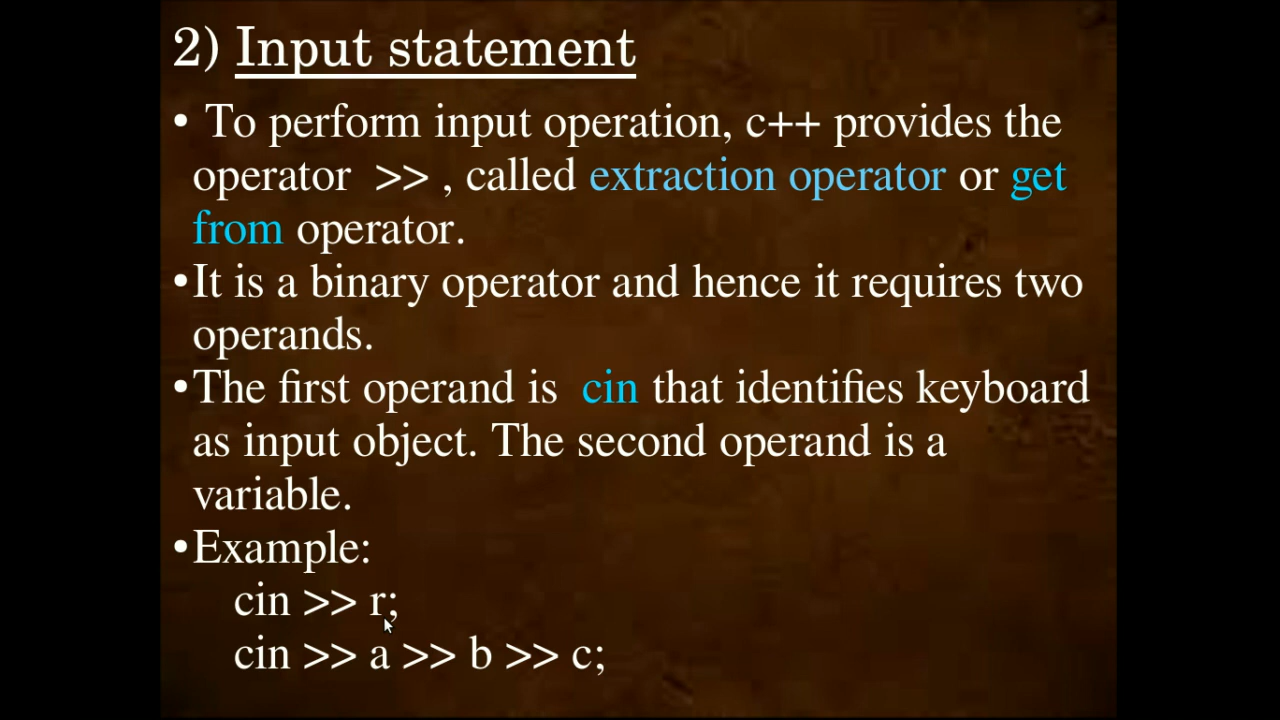 2) Input statement
• To perform input operation, c++ provides the
operator >> , called extraction operator or get
from operator.
•It is a binary operator and hence it requires two
operands.
•The first operand is cin that identifies keyboard
as input object. The second operand is a
variable.
•Example:
cin >> r;
cin >> a >> b >> c;